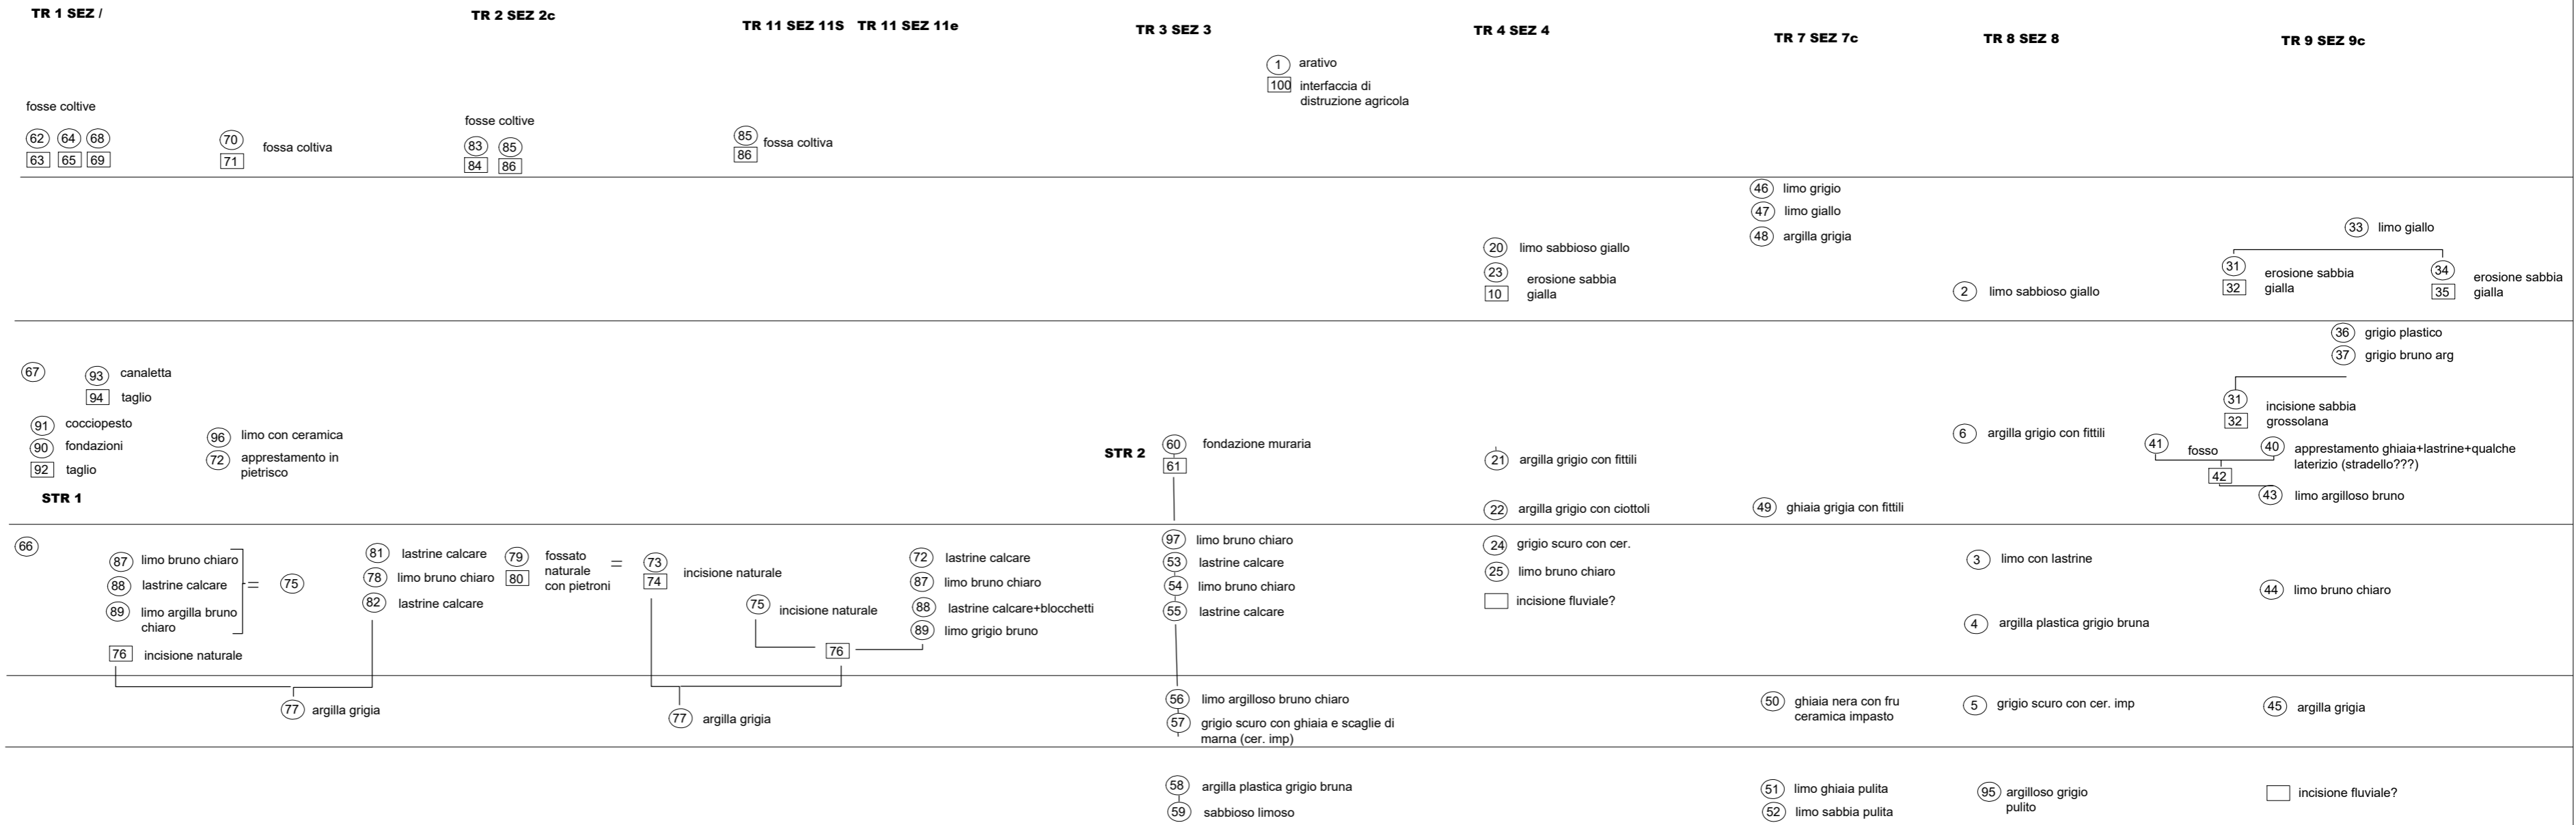 TR 1 SEZ /
TR 2 SEZ 2c
TR 11 SEZ 11S TR 11 SEZ 11e
TR 3 SEZ 3
TR 4 SEZ 4
TR 7 SEZ 7c
TR 8 SEZ 8
TR 9 SEZ 9c
1 arativo
100 interfaccia di
distruzione agricola
fosse coltive
62 64 68
63 65 69
70
71
fossa coltiva
fosse coltive
83 85
84 86
85
86
fossa coltiva
46 limo grigio
47 limo giallo
48 argilla grigia
20 limo sabbioso giallo
23
10
erosione sabbia
gialla
2 limo sabbioso giallo
33 limo giallo
31
32
erosione sabbia
gialla
34
35
erosione sabbia
gialla
36 grigio plastico
37 grigio bruno arg
67
93 canaletta
94 taglio
91 cocciopesto
90 fondazioni
92 taglio
STR 1
96 limo con ceramica
72 apprestamento in
pietrisco
STR 2
60 fondazione muraria
61
21 argilla grigio con fittili
22 argilla grigio con ciottoli
49 ghiaia grigia con fittili
6 argilla grigio con fittili
31
32
incisione sabbia
grossolana
41
fosso
40 apprestamento ghiaia+lastrine+qualche
laterizio (stradello???)
42
43 limo argilloso bruno
66
87 limo bruno chiaro
88 lastrine calcare
89 limo argilla bruno
chiaro
= 75
76 incisione naturale
81 lastrine calcare
78 limo bruno chiaro
82 lastrine calcare
79
80
fossato
naturale
con pietroni
=
73
74
incisione naturale
75 incisione naturale
76
72 lastrine calcare
87 limo bruno chiaro
88 lastrine calcare+blocchetti
89 limo grigio bruno
97 limo bruno chiaro
53 lastrine calcare
54 limo bruno chiaro
55 lastrine calcare
24 grigio scuro con cer.
25 limo bruno chiaro
incisione fluviale?
3 limo con lastrine
4 argilla plastica grigio bruna
44 limo bruno chiaro
77 argilla grigia
77 argilla grigia
56 limo argilloso bruno chiaro
57 grigio scuro con ghiaia e scaglie di
marna (cer. imp)
50 ghiaia nera con fru
ceramica impasto
5 grigio scuro con cer. imp
45 argilla grigia
58 argilla plastica grigio bruna
59 sabbioso limoso
51 limo ghiaia pulita
52 limo sabbia pulita
95 argilloso grigio
pulito
incisione fluviale?